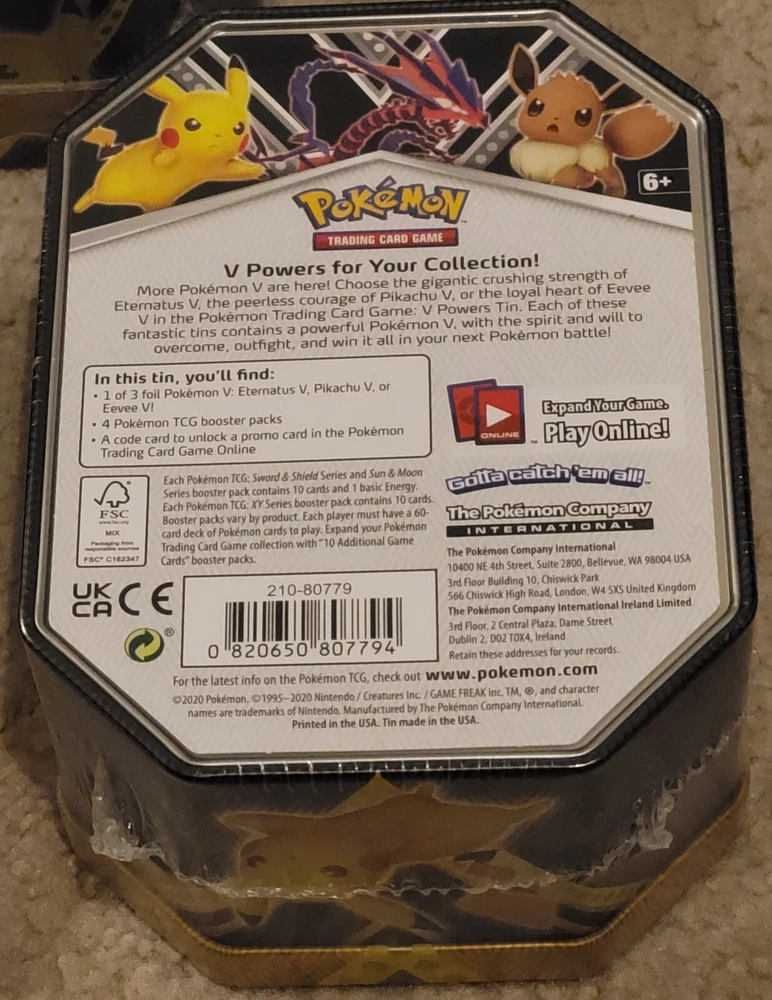 6+
POKéMON
TRADING CARD GAME
V Powers for Your Collection!
More Pokémon V are here! Choose the gigantic crushing strength of
Eternatus V, the peerless courage of Pikachu V, or the loyal heart of Eevee
V in the Pokémon Trading Card Game: V Powers Tin. Each of these
fantastic tins contains a powerful Pokémon V, with the spirit and will to
overcome, outfight, and win it all in your next Pokémon battle!
In this tin, you'll find:
• 1 of 3 foil Pokémon V: Eternatus V, Pikachu V, or
Eevee V!
• 4 Pokémon TCG booster packs
• A code card to unlock a promo card in the Pokémon
Trading Card Game Online
ONLINE ™
Expand Your Game.
Play Online!
FSC
www.fsc.org
MIX
Packaging from
responsible sources
FSC® C162347
Each Pokémon TCG: Sword & Shield Series and Sun & Moon
Series booster pack contains 10 cards and 1 basic Energy.
Each Pokémon TCG: XY Series booster pack contains 10 cards.
Booster packs vary by product. Each player must have a 60-
card deck of Pokémon cards to play. Expand your Pokémon
Trading Card Game collection with "10 Additional Game
Cards" booster packs.
Gotta catch 'em all!™
The Pokémon Company
INTERNATIONAL
The Pokémon Company International
10400 NE 4th Street, Suite 2800, Bellevue, WA 98004 USA
3rd Floor Building 10, Chiswick Park
566 Chiswick High Road, London, W4 5XS United Kingdom
The Pokémon Company International Ireland Limited
3rd Floor, 2 Central Plaza, Dame Street
Dublin 2, D02 T0X4, Ireland
Retain these addresses for your records.
UK
CA CE
®
210-80779
0 820650 807794
For the latest info on the Pokémon TCG, check out www.pokemon.com
©2020 Pokémon. ©1995–2020 Nintendo / Creatures Inc. / GAME FREAK inc. TM, ®, and character
names are trademarks of Nintendo. Manufactured by The Pokémon Company International.
Printed in the USA. Tin made in the USA.